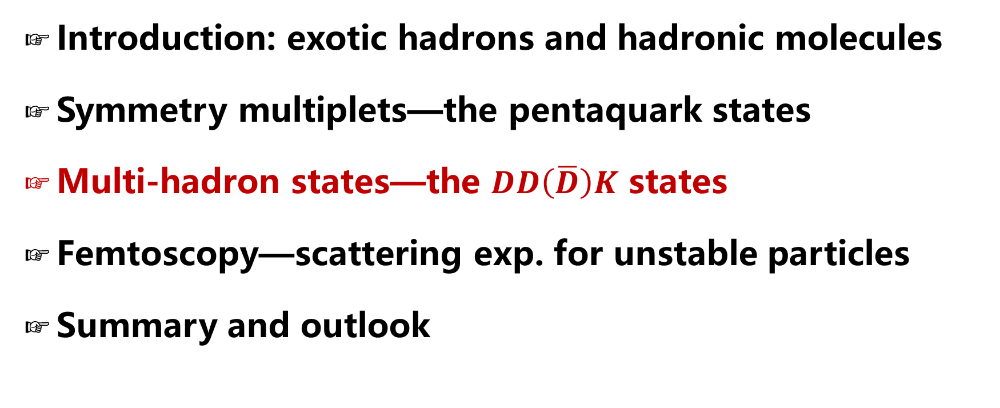 ☞ Introduction: exotic hadrons and hadronic molecules
☞ Symmetry multiplets—the pentaquark states
☞ Multi-hadron states—the DD(D̅)K states
☞ Femtoscopy—scattering exp. for unstable particles
☞ Summary and outlook